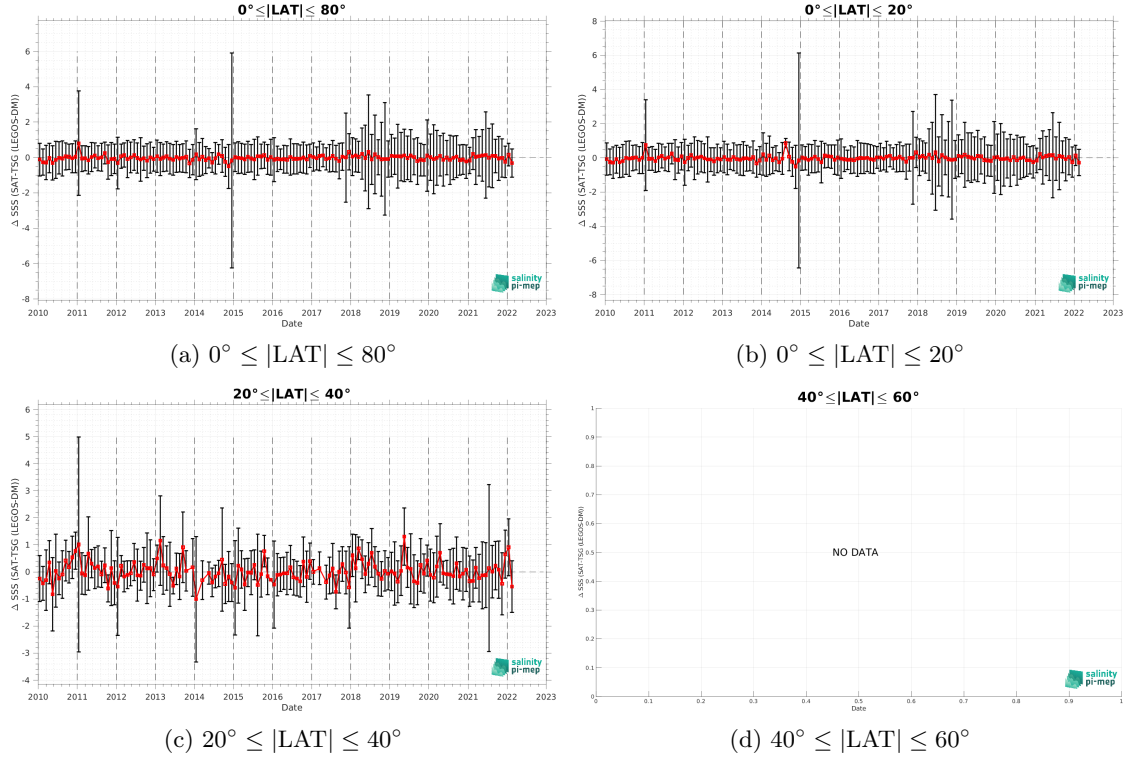 0°≤|LAT|≤ 80°
Δ SSS (SAT-TSG (LEGOS-DM))
6
4
2
0
-2
-4
-6
-8
2010 2011 2012 2013 2014 2015 2016 2017 2018 2019 2020 2021 2022 2023
Date
salinity
pi-mep
(a) 0° ≤ |LAT| ≤ 80°
0°≤|LAT|≤ 20°
Δ SSS (SAT-TSG (LEGOS-DM))
8
6
4
2
0
-2
-4
-6
-8
2010 2011 2012 2013 2014 2015 2016 2017 2018 2019 2020 2021 2022 2023
Date
salinity
pi-mep
(b) 0° ≤ |LAT| ≤ 20°
20°≤|LAT|≤ 40°
Δ SSS (SAT-TSG (LEGOS-DM))
6
5
4
3
2
1
0
-1
-2
-3
-4
2010 2011 2012 2013 2014 2015 2016 2017 2018 2019 2020 2021 2022 2023
Date
salinity
pi-mep
(c) 20° ≤ |LAT| ≤ 40°
40°≤|LAT|≤ 60°
Δ SSS (SAT-TSG (LEGOS-DM))
1
0.9
0.8
0.7
0.6
0.5
0.4
0.3
0.2
0.1
0
NO DATA
0 0.1 0.2 0.3 0.4 0.5 0.6 0.7 0.8 0.9 1
Date
salinity
pi-mep
(d) 40° ≤ |LAT| ≤ 60°